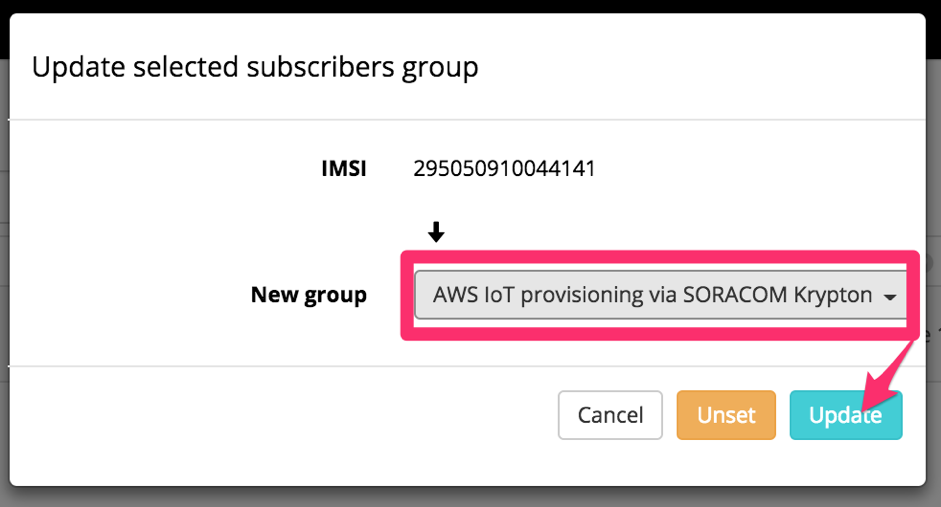 Update selected subscribers group
IMSI 295050910044141
New group AWS IoT provisioning via SORACOM Krypton
Cancel Unset Update